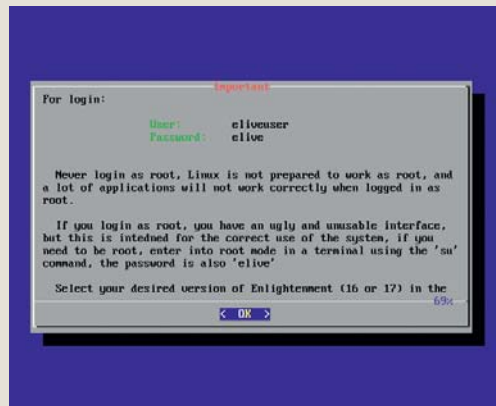 Important
For login:
User: eliveuser
Password: elive
Never login as root, Linux is not prepared to work as root, and
a lot of applications will not work correctly when logged in as
root.
If you login as root, you have an ugly and unusable interface,
but this is intedned for the correct use of the system, if you
need to be root, enter into root mode in a terminal using the 'su'
command, the password is also 'elive'
Select your desired version of Enlightenment (16 or 17) in the
69%
< OK >